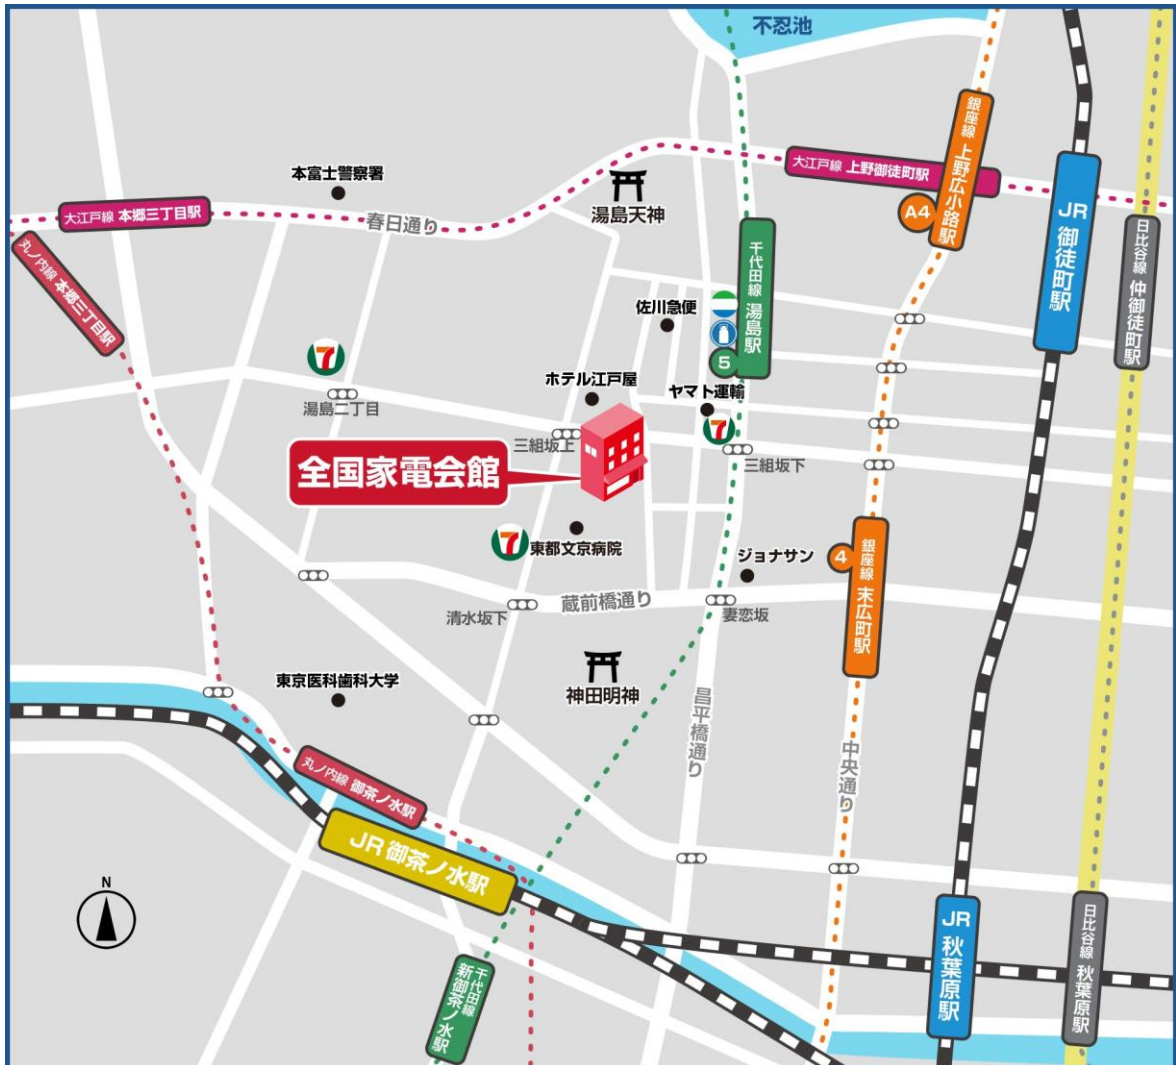 不忍池
銀座線 上野広小路駅
A4
大江戸線 上野御徒町駅
JR 御徒町駅
日比谷線 仲御徒町駅
本富士警察署
湯島天神
大江戸線 本郷三丁目駅
春日通り
丸ノ内線 本郷三丁目駅
千代田線 湯島駅
5
佐川急便
7
ホテル江戸屋
ヤマト運輸
7
湯島二丁目
三組坂上
三組坂下
全国家電会館
7
東都文京病院
ジョナサン
4
銀座線 末広町駅
清水坂下
蔵前橋通り
妻恋坂
東京医科歯科大学
神田明神
昌平橋通り
中央通り
丸ノ内線 御茶ノ水駅
JR 御茶ノ水駅
N
JR 秋葉原駅
日比谷線 秋葉原駅
千代田線
新御茶ノ水駅